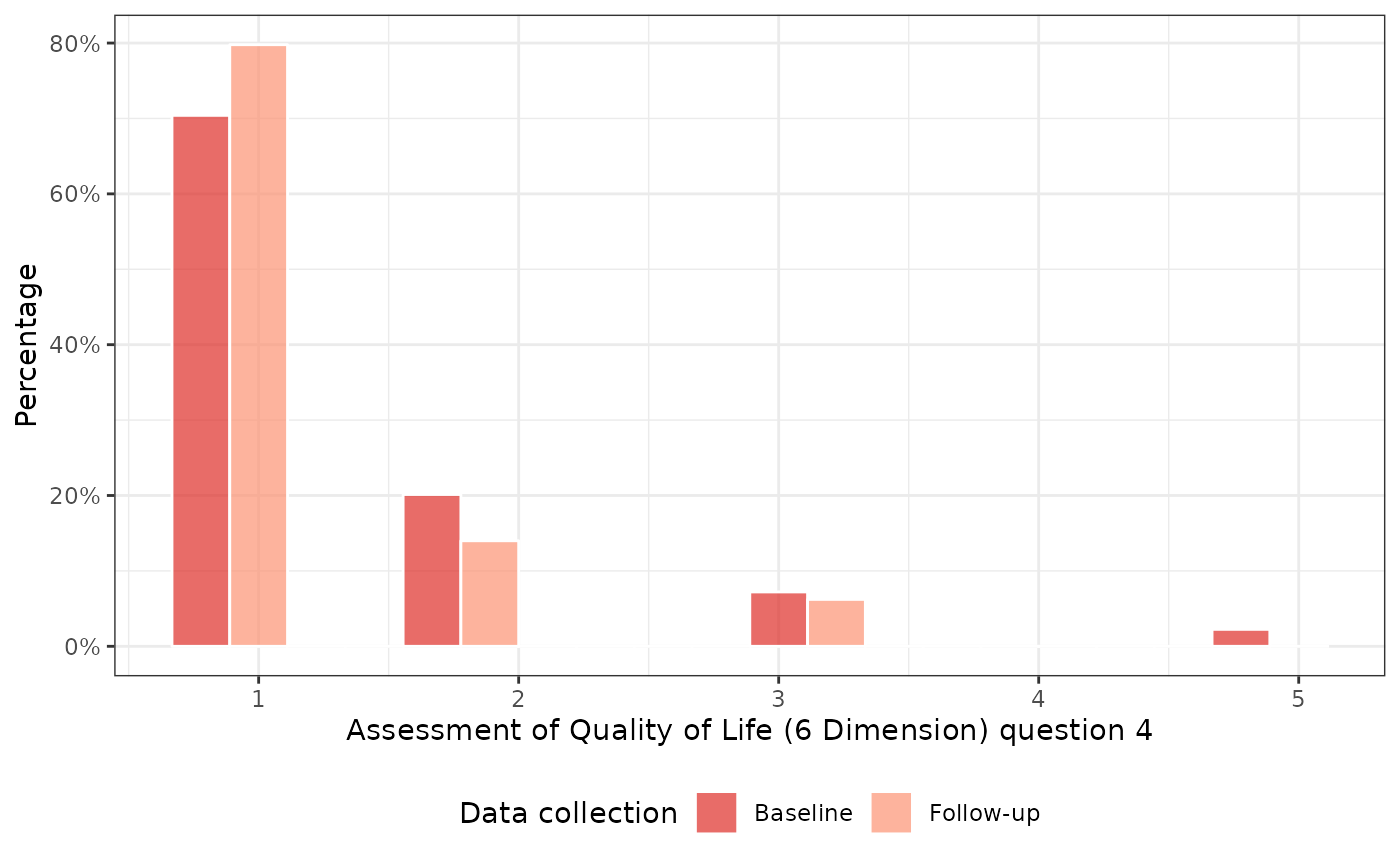 80%
60%
40%
20%
0%
Percentage
1 2 3 4 5
Assessment of Quality of Life (6 Dimension) question 4
Data collection Baseline Follow-up